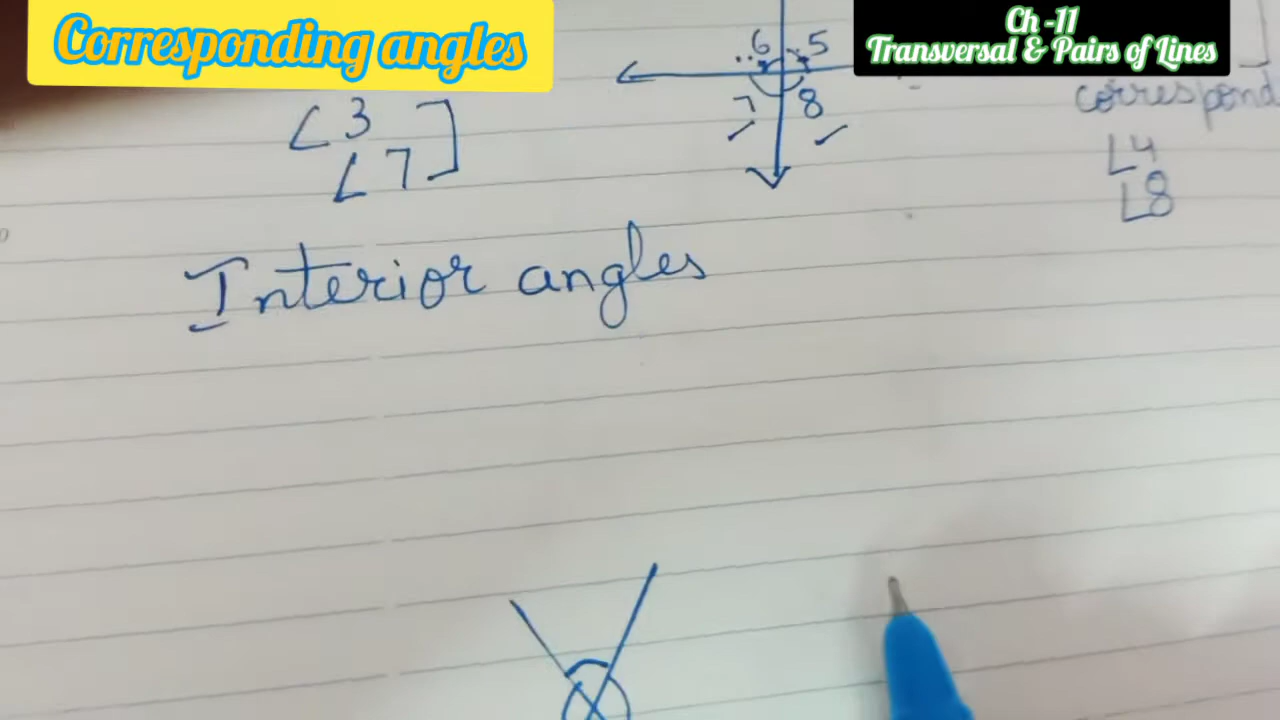 Corresponding angles
Ch -11
Transversal & Pairs of Lines
6 5
7 8
∠3
∠7
correspond
∠4
∠8
Interior angles